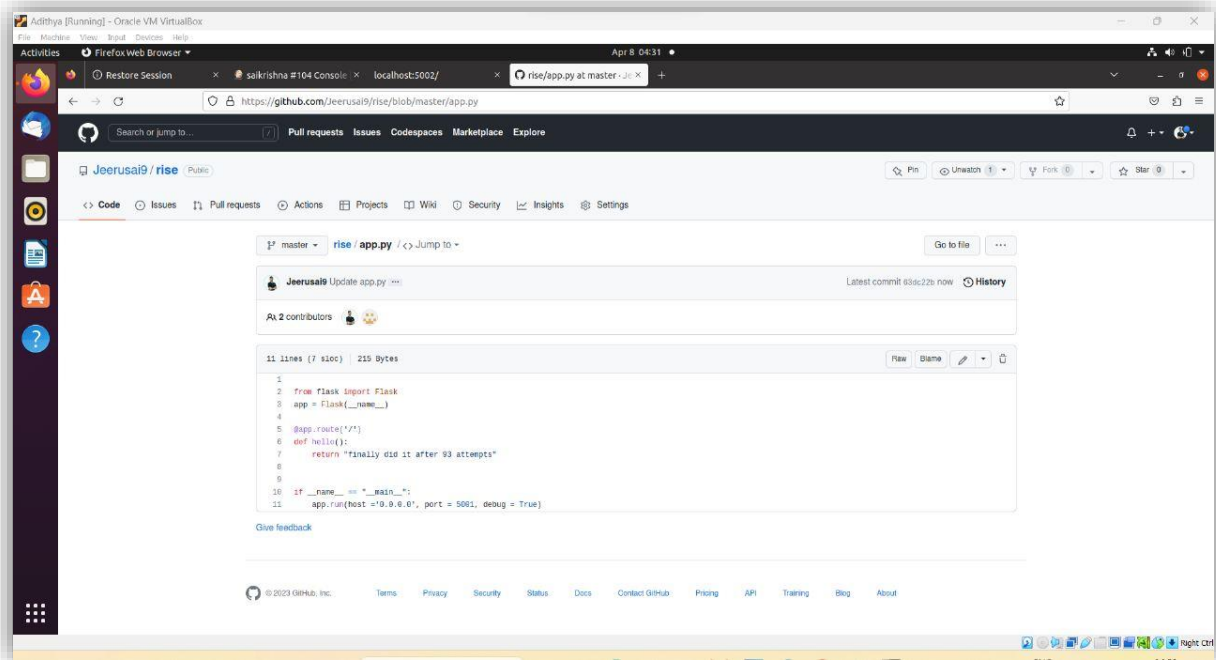 Adithya [Running] - Oracle VM VirtualBox
File Machine View Input Devices Help
Activities Firefox Web Browser Apr 8 04:31
Restore Session saikrishna #104 Console localhost:5002/ rise/app.py at master · Je
https://github.com/Jeerusai9/rise/blob/master/app.py
Search or jump to... / Pull requests Issues Codespaces Marketplace Explore
Jeerusai9 / rise Public Pin Unwatch 1 Fork 0 Star 0
Code Issues Pull requests Actions Projects Wiki Security Insights Settings
master rise / app.py / <> Jump to Go to file ...
Jeerusai9 Update app.py ... Latest commit 63dc22b now History
2 contributors
11 lines (7 sloc) 215 Bytes Raw Blame
1
2 from flask import Flask
3 app = Flask(__name__)
4
5 @app.route('/')
6 def hello():
7 return "finally did it after 93 attempts"
8
9
10 if __name__ == "__main__":
11 app.run(host ='0.0.0.0', port = 5001, debug = True)
Give feedback
© 2023 GitHub, Inc. Terms Privacy Security Status Docs Contact GitHub Pricing API Training Blog About
Right Ctrl